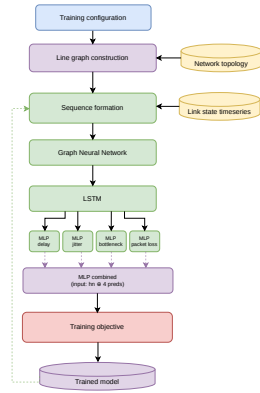 Training configuration
Line graph construction
Network topology
Sequence formation
Link state timeseries
Graph Neural Network
LSTM
MLP
delay
MLP
jitter
MLP
bottleneck
MLP
packet loss
MLP combined
(input: hn ⊕ 4 preds)
Training objective
Trained model